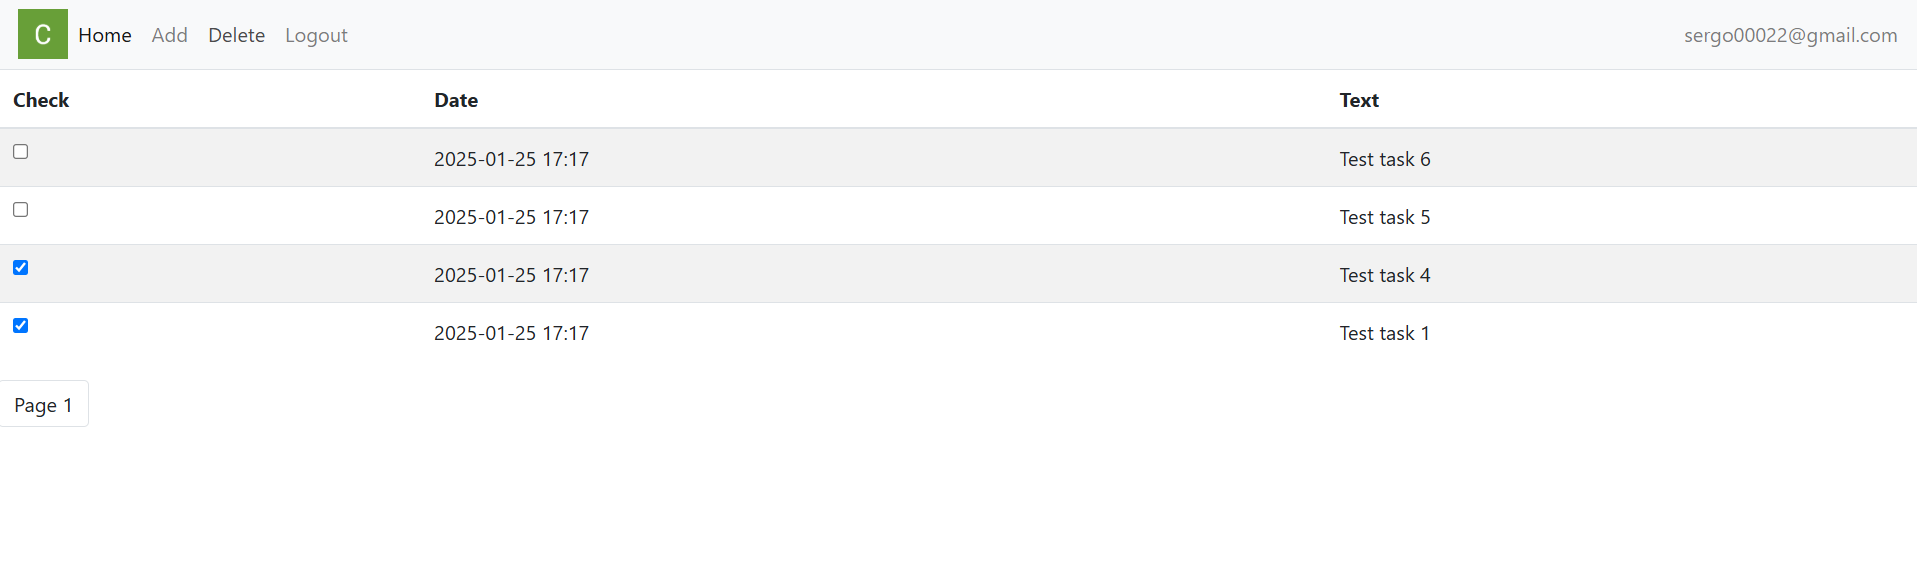 C Home Add Delete Logout sergo00022@gmail.com
Check Date Text
2025-01-25 17:17 Test task 6
2025-01-25 17:17 Test task 5
2025-01-25 17:17 Test task 4
2025-01-25 17:17 Test task 1
Page 1